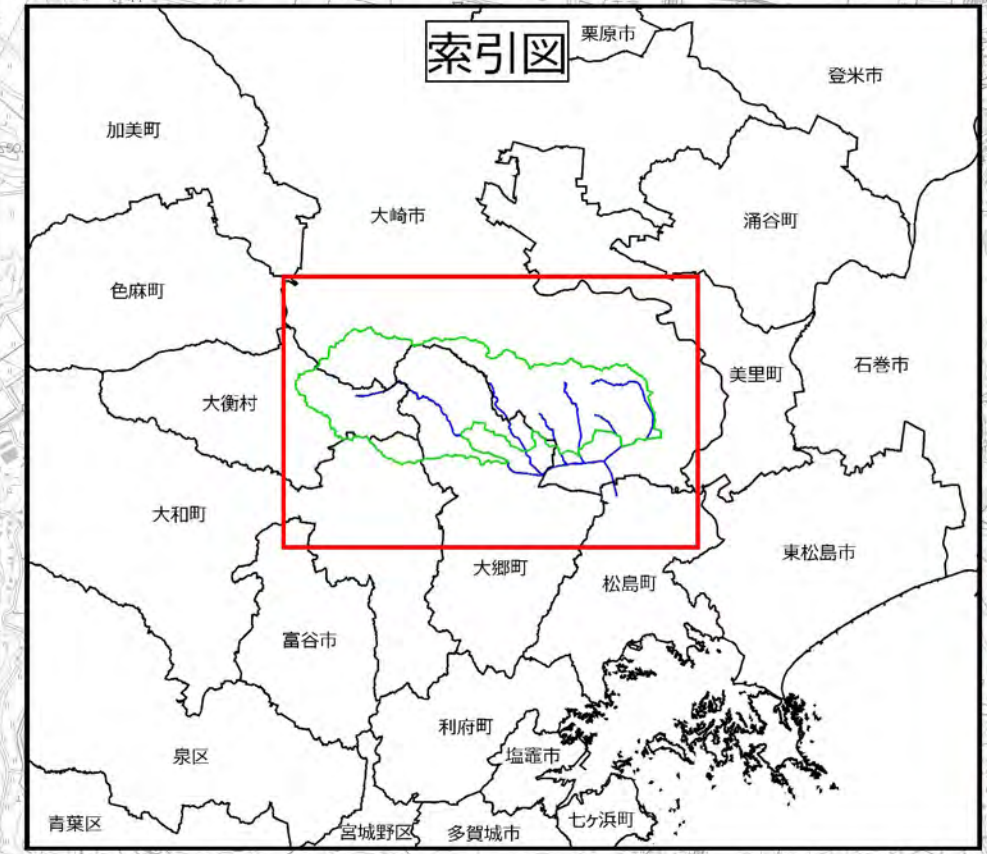 栗原市
索引図
登米市
加美町
大崎市
涌谷町
色麻町
石巻市
美里町
大衡村
大和町
東松島市
大郷町
松島町
富谷市
利府町
泉区
塩竈市
青葉区
宮城野区
多賀城市
七ヶ浜町